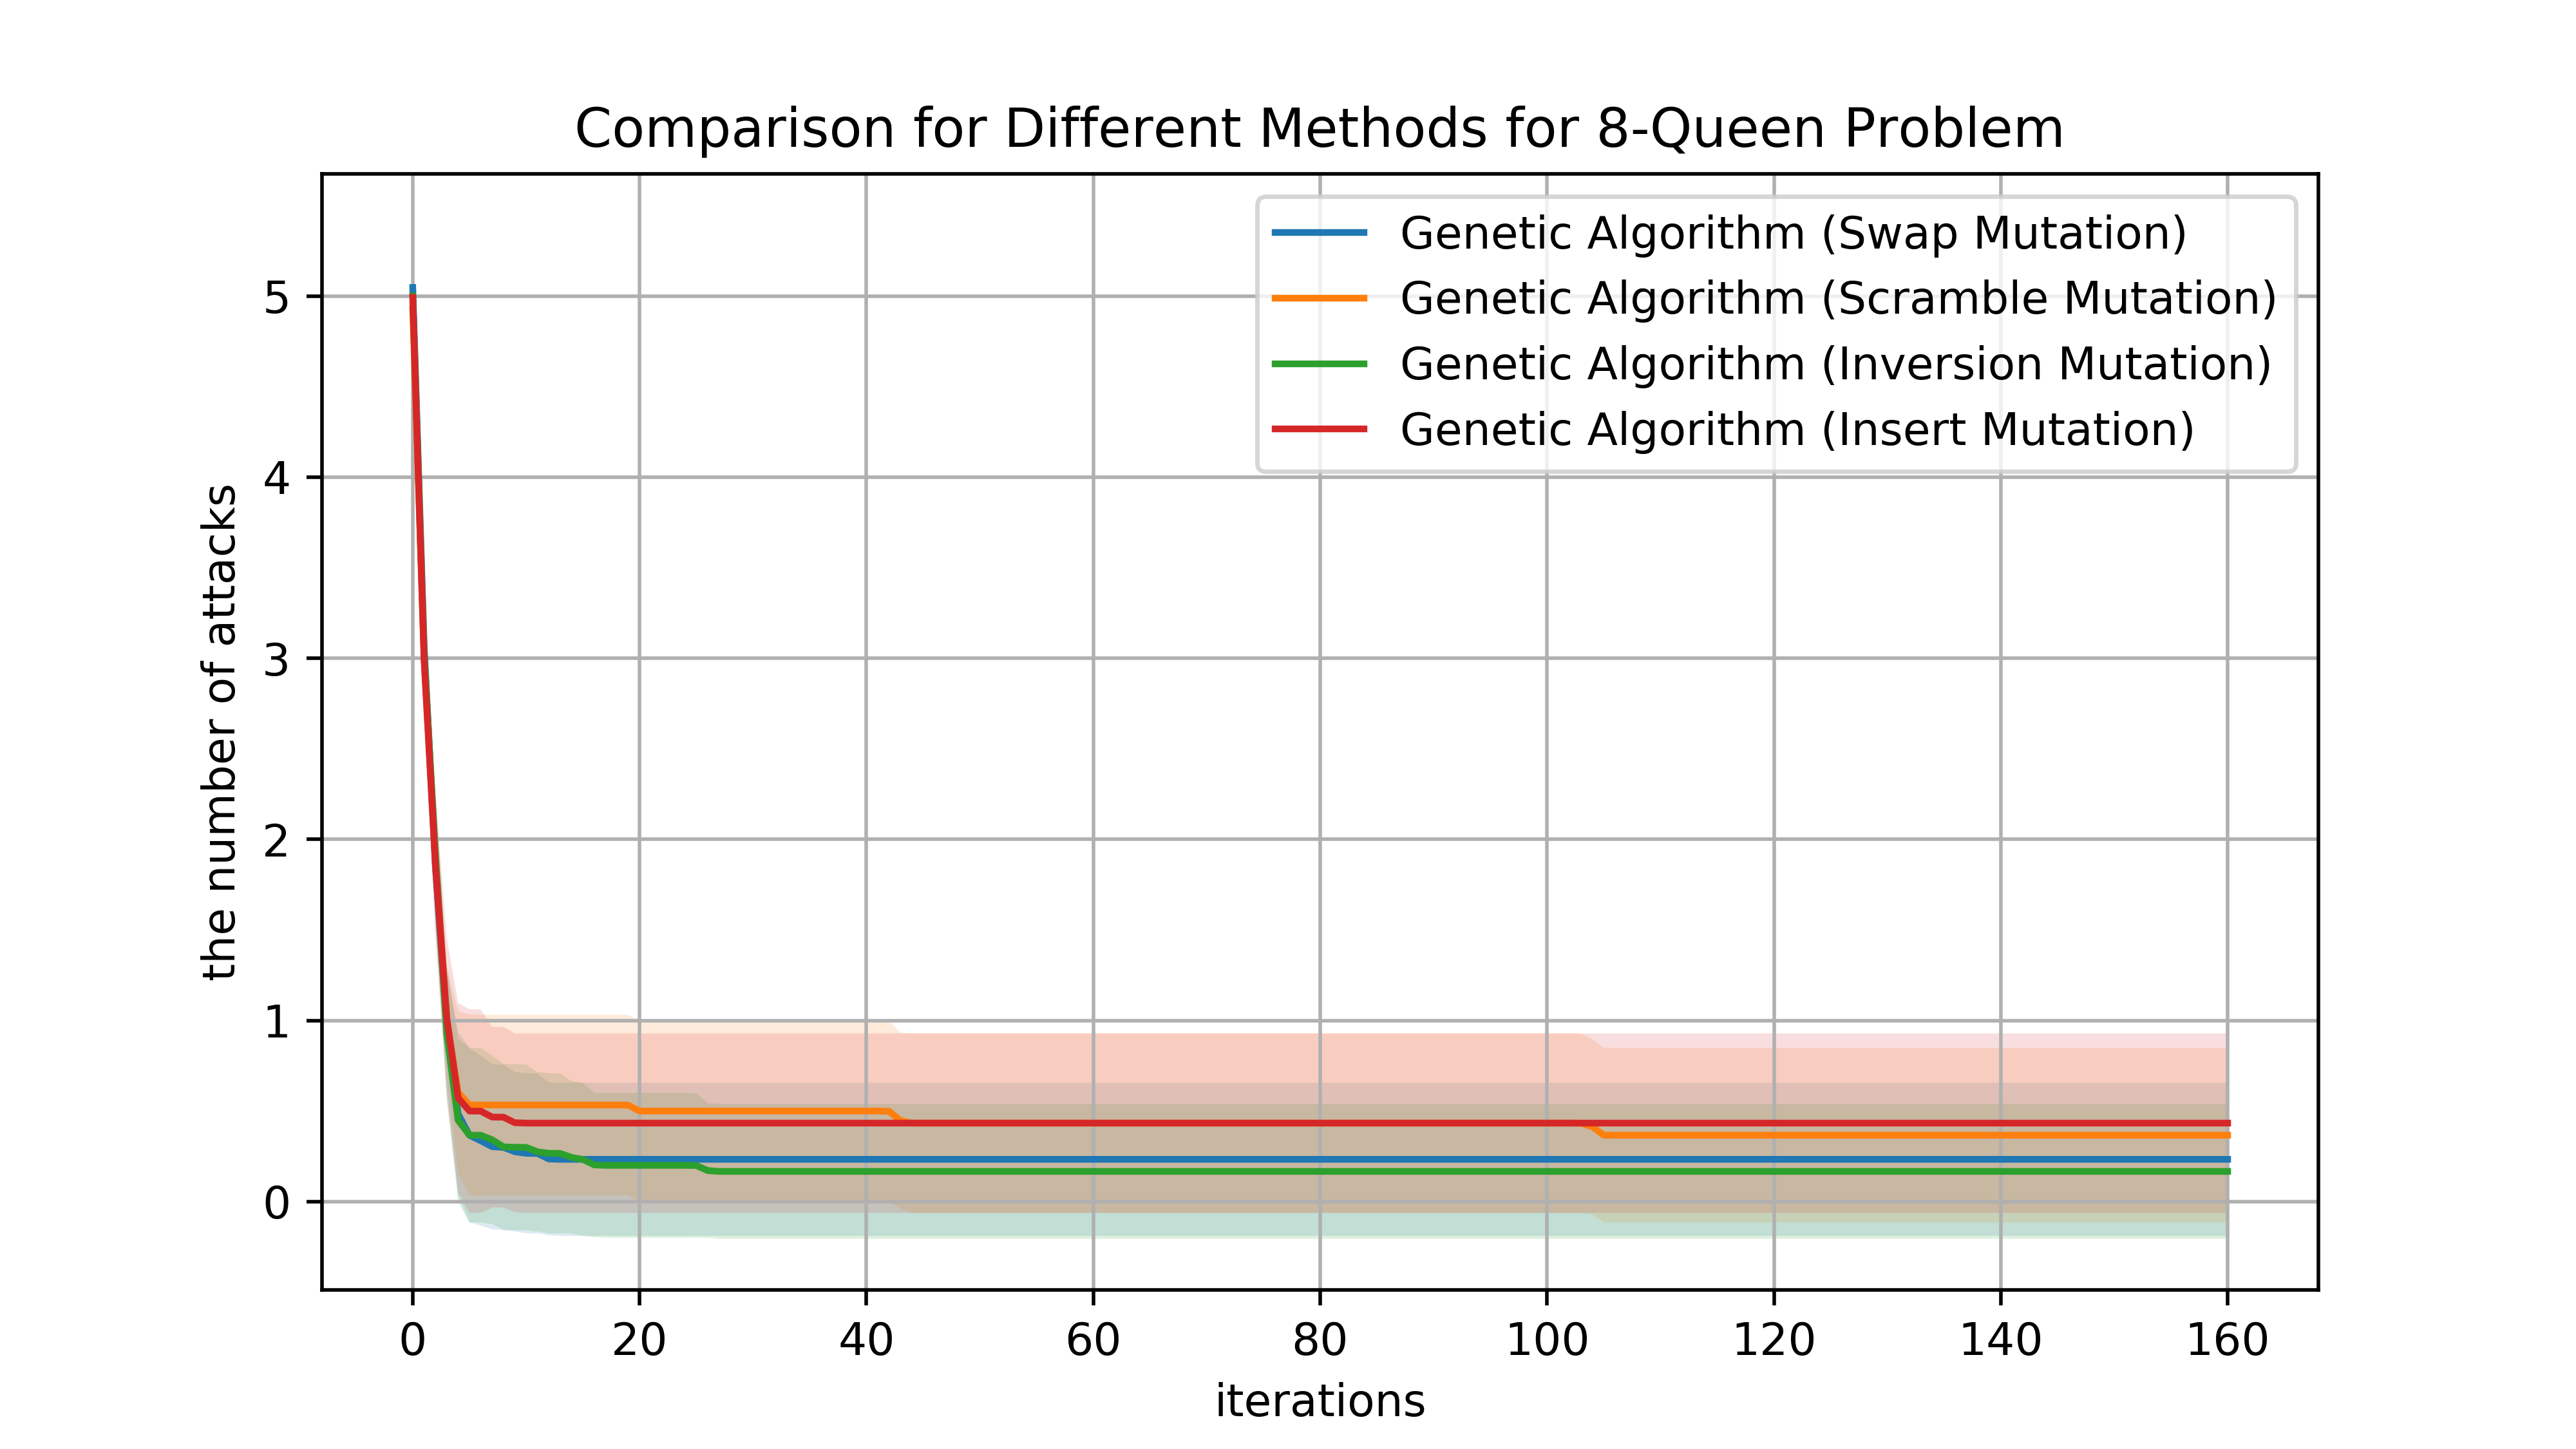 Comparison for Different Methods for 8-Queen Problem
Genetic Algorithm (Swap Mutation)
Genetic Algorithm (Scramble Mutation)
Genetic Algorithm (Inversion Mutation)
Genetic Algorithm (Insert Mutation)
the number of attacks
5
4
3
2
1
0
0 20 40 60 80 100 120 140 160
iterations